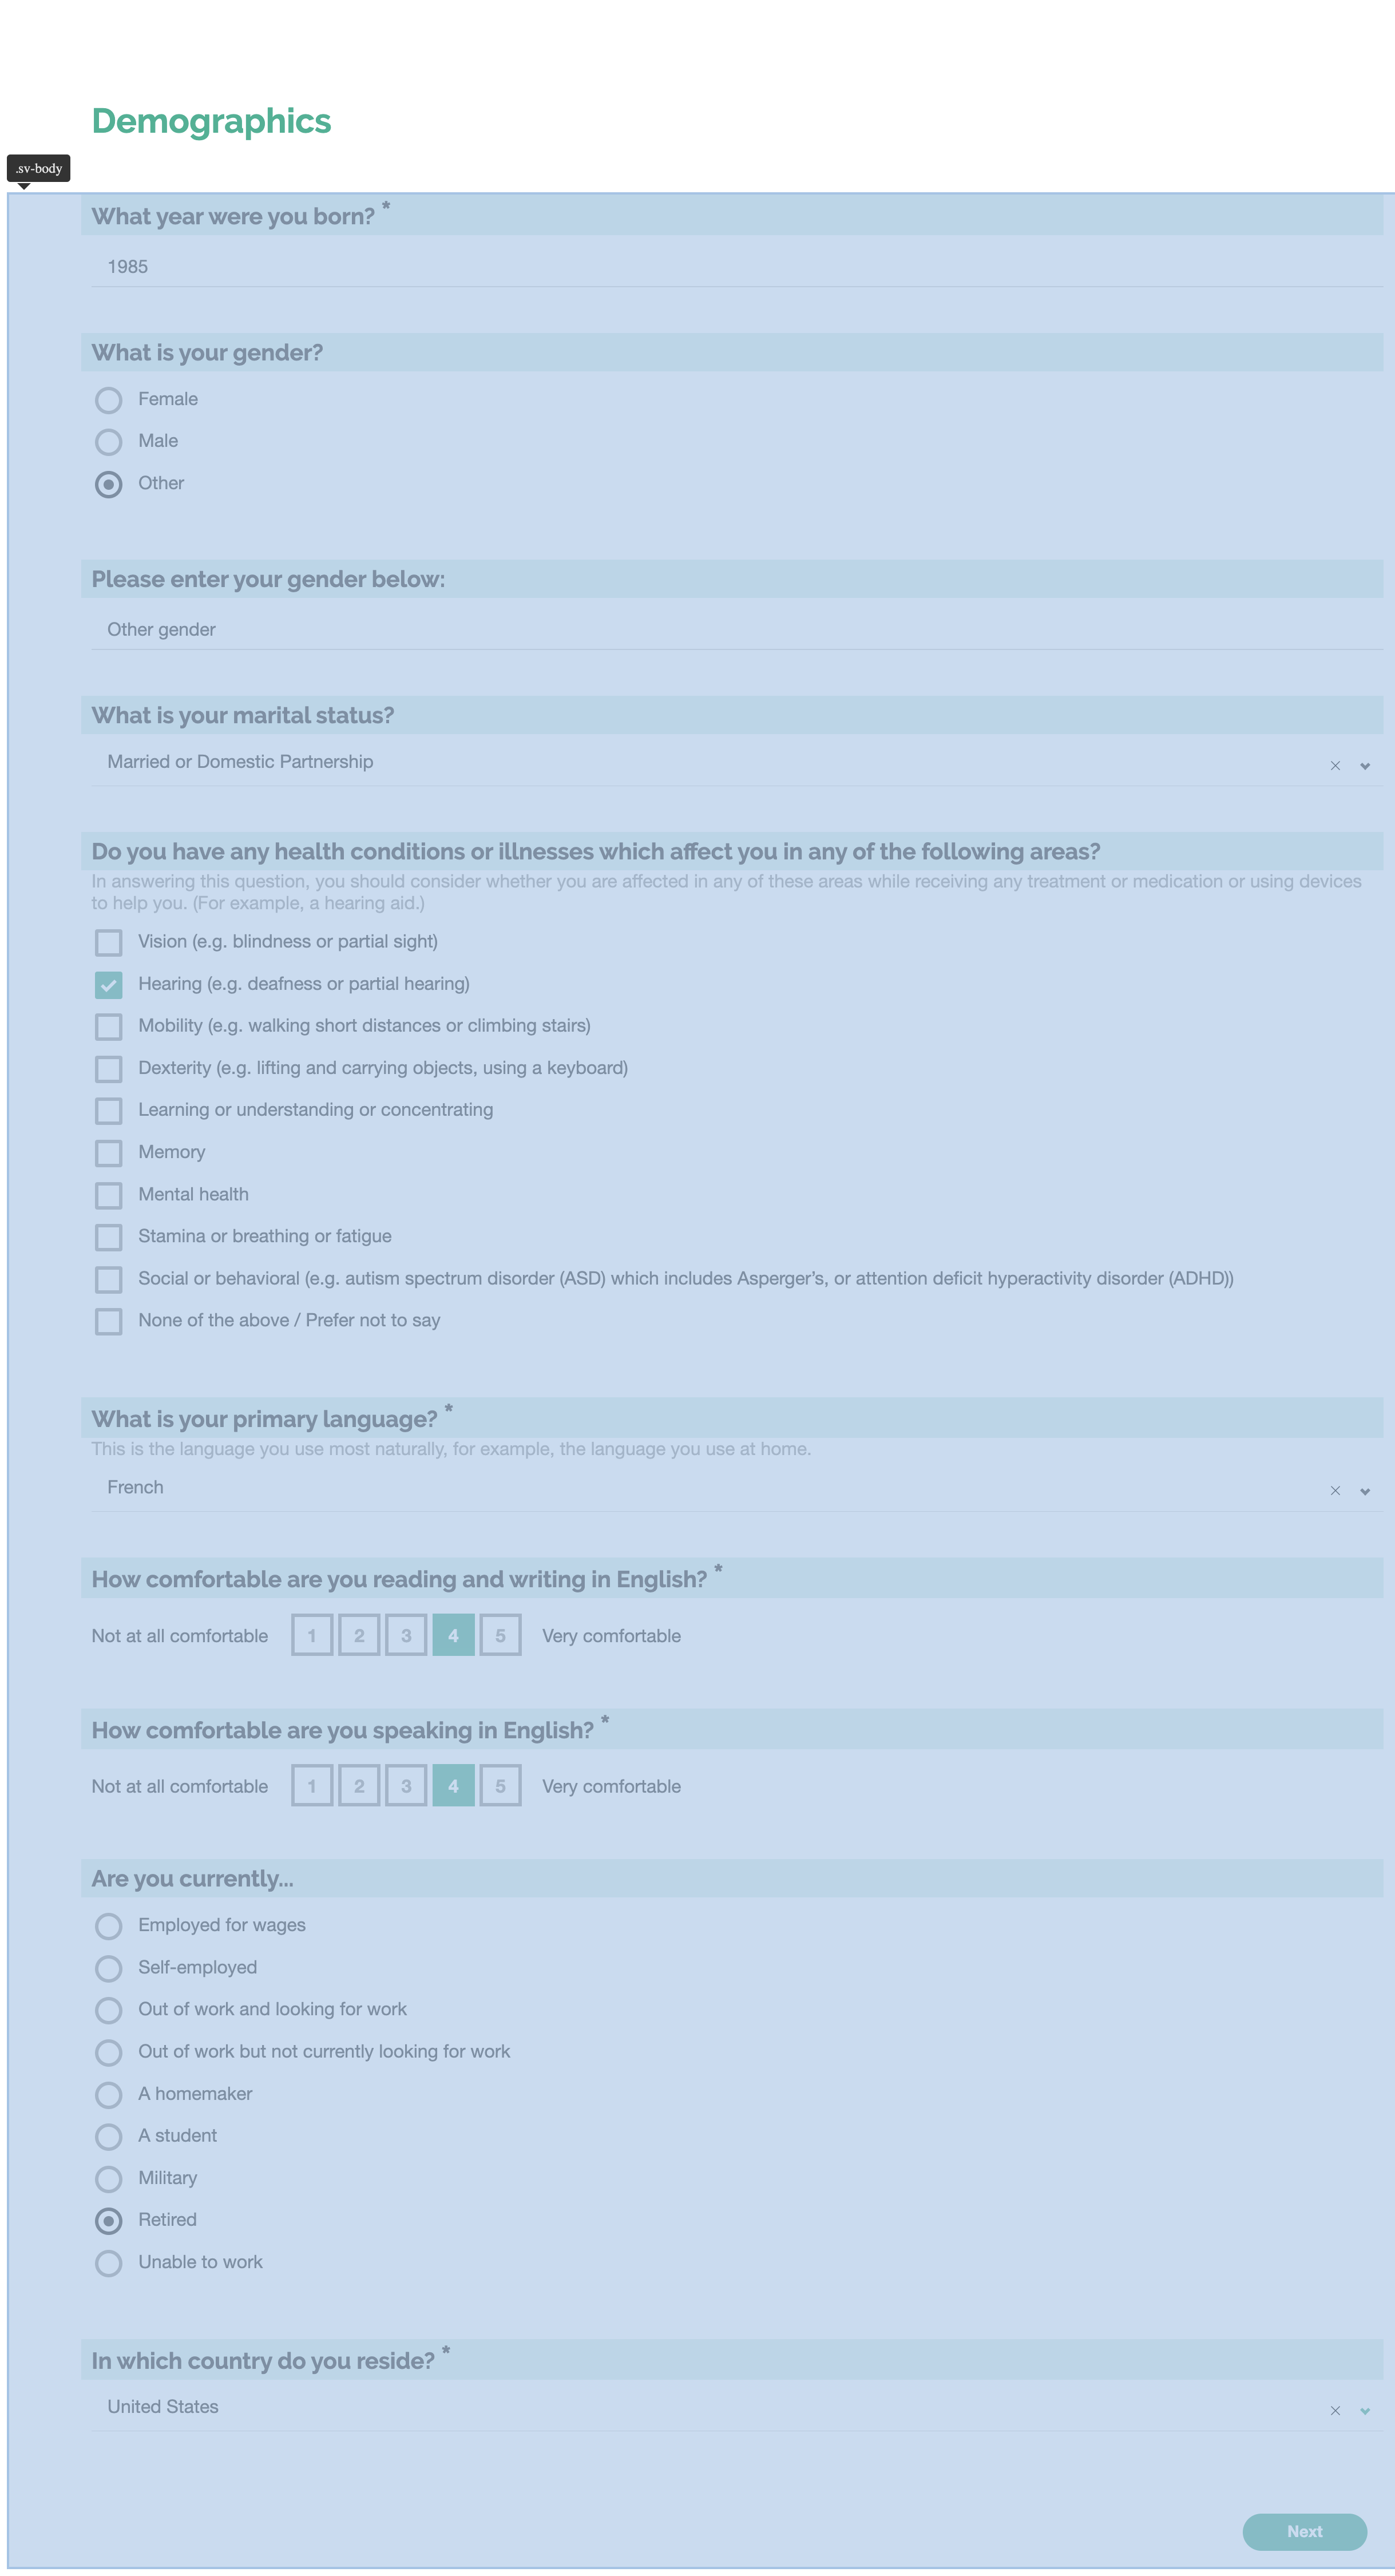 Demographics
.sv-body
What year were you born? *
1985
What is your gender?
Female
Male
Other
Please enter your gender below:
Other gender
What is your marital status?
Married or Domestic Partnership
Do you have any health conditions or illnesses which affect you in any of the following areas?
In answering this question, you should consider whether you are affected in any of these areas while receiving any treatment or medication or using devices
to help you. (For example, a hearing aid.)
Vision (e.g. blindness or partial sight)
Hearing (e.g. deafness or partial hearing)
Mobility (e.g. walking short distances or climbing stairs)
Dexterity (e.g. lifting and carrying objects, using a keyboard)
Learning or understanding or concentrating
Memory
Mental health
Stamina or breathing or fatigue
Social or behavioral (e.g. autism spectrum disorder (ASD) which includes Asperger's, or attention deficit hyperactivity disorder (ADHD))
None of the above / Prefer not to say
What is your primary language? *
This is the language you use most naturally, for example, the language you use at home.
French
How comfortable are you reading and writing in English? *
Not at all comfortable 1 2 3 4 5 Very comfortable
How comfortable are you speaking in English? *
Not at all comfortable 1 2 3 4 5 Very comfortable
Are you currently...
Employed for wages
Self-employed
Out of work and looking for work
Out of work but not currently looking for work
A homemaker
A student
Military
Retired
Unable to work
In which country do you reside? *
United States
Next